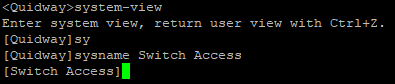 <Quidway>system-view
Enter system view, return user view with Ctrl+Z.
[Quidway]sy
[Quidway]sysname Switch Access
[Switch Access]